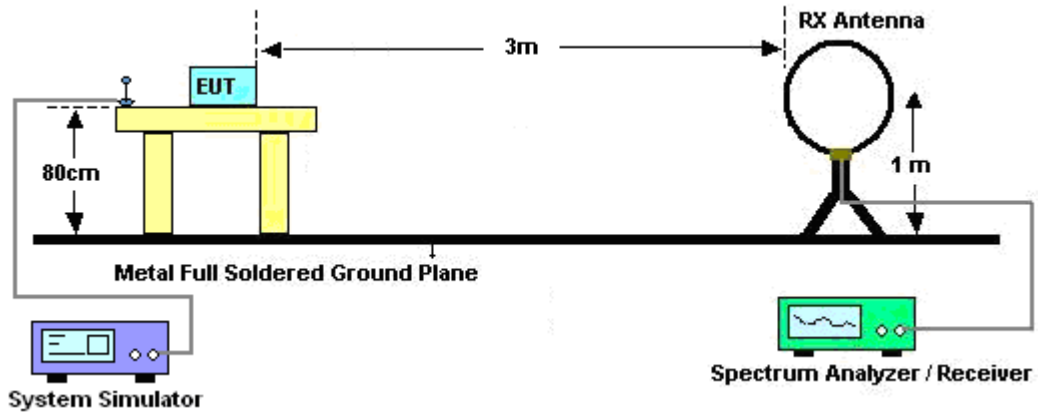 RX Antenna
3m
EUT
80cm
1 m
Metal Full Soldered Ground Plane
System Simulator
Spectrum Analyzer / Receiver